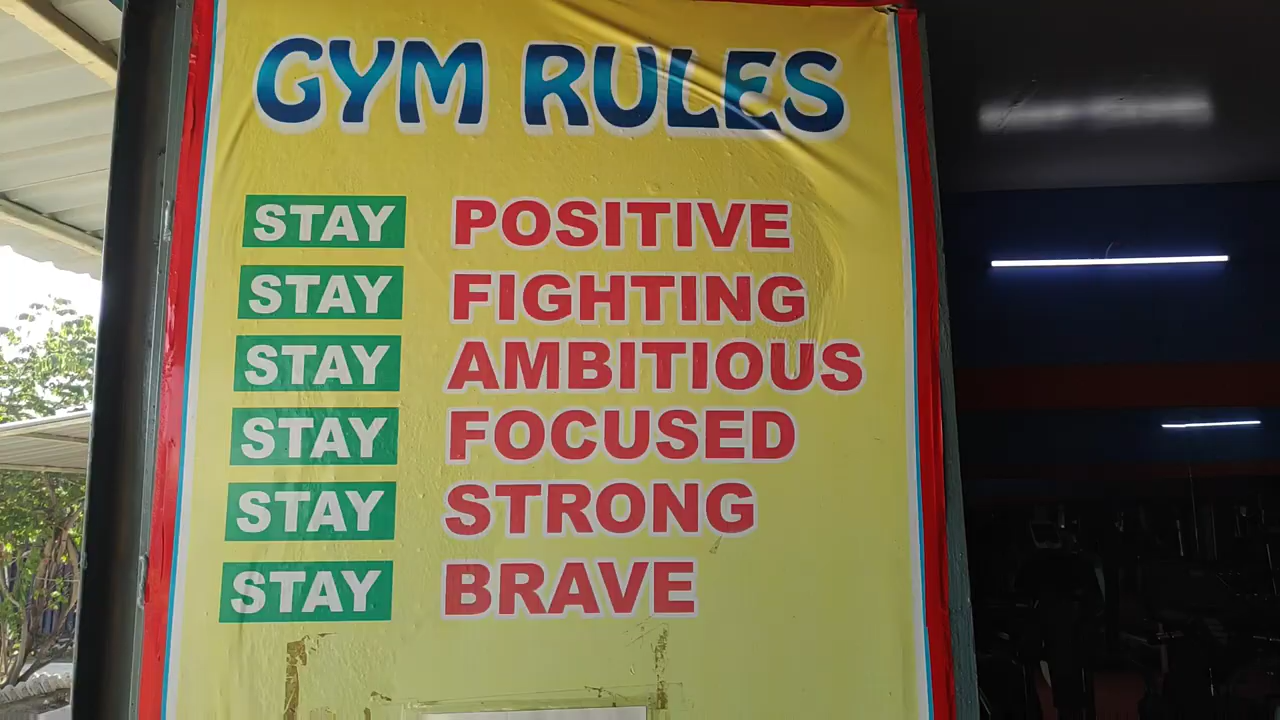 GYM RULES
STAY POSITIVE
STAY FIGHTING
STAY AMBITIOUS
STAY FOCUSED
STAY STRONG
STAY BRAVE